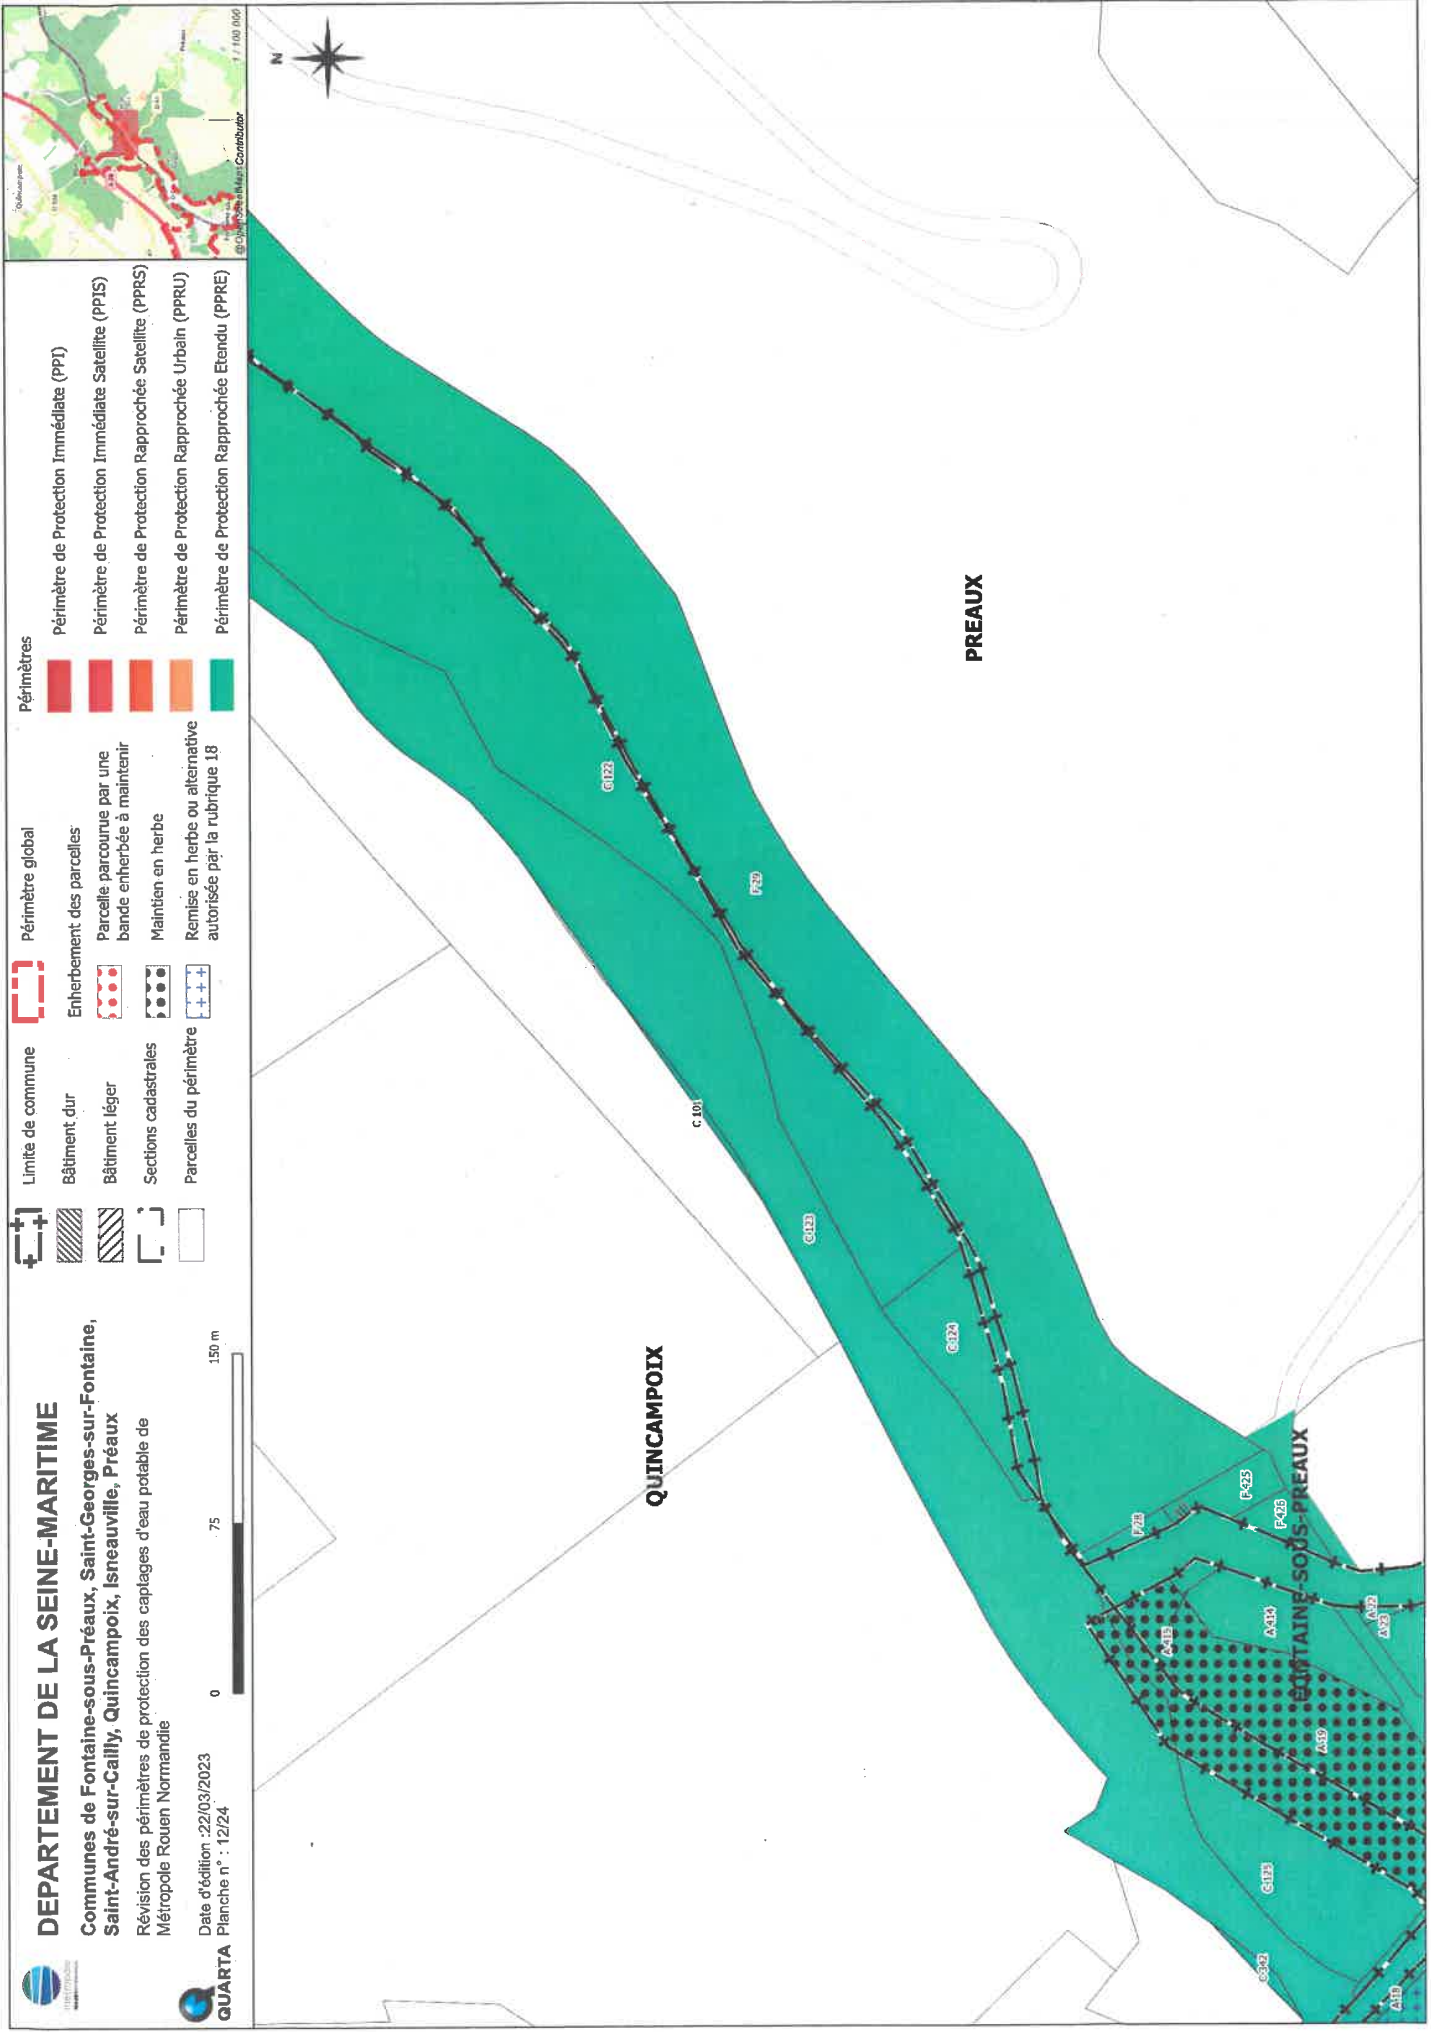 DEPARTEMENT DE LA SEINE-MARITIME
Communes de Fontaine-sous-Préaux, Saint-Georges-sur-Fontaine,
Saint-André-sur-Cailly, Quincampoix, Isneauville, Préaux
Révision des périmètres de protection des captages d'eau potable de
Métropole Rouen Normandie
Date d'édition :22/03/2023
Planche n° : 12/24
QUARTA
0
75
150 m
Limite de commune
Bâtiment dur
Bâtiment léger
Sections cadastrales
Parcelles du périmètre
Périmètre global
Enherbement des parcelles
Parcelle parcourue par une
bande enherbée à maintenir
Maintien en herbe
Remise en herbe ou alternative
autorisée par la rubrique 18
Périmètres
Périmètre de Protection Immédiate (PPI)
Périmètre de Protection Immédiate Satellite (PPIS)
Périmètre de Protection Rapprochée Satellite (PPRS)
Périmètre de Protection Rapprochée Urbain (PPRU)
Périmètre de Protection Rapprochée Etendu (PPRE)
1 / 100 000
@OpenStreetMapsContributor
N
QUINCAMPOIX
PREAUX
FONTAINE-SOUS-PREAUX
C 122
F 29
C 101
C 123
C 124
F 28
F 425
F 426
A 415
A 414
A 22
A 23
A 19
C 125
C 342
A 18